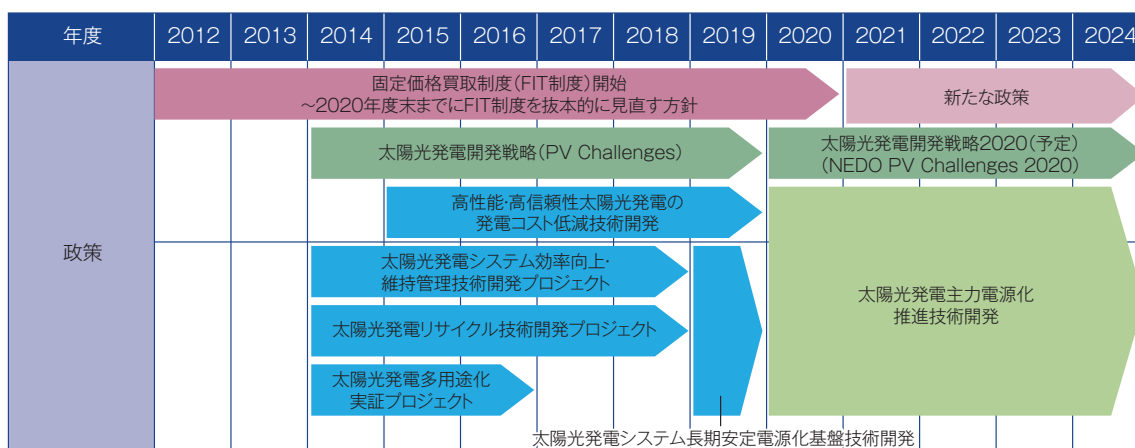 年度 2012 2013 2014 2015 2016 2017 2018 2019 2020 2021 2022 2023 2024
政策
固定価格買取制度(FIT制度)開始
～2020年度末までにFIT制度を抜本的に見直す方針
新たな政策
太陽光発電開発戦略(PV Challenges)
太陽光発電開発戦略2020(予定)
(NEDO PV Challenges 2020)
高性能・高信頼性太陽光発電の
発電コスト低減技術開発
太陽光発電システム効率向上・
維持管理技術開発プロジェクト
太陽光発電リサイクル技術開発プロジェクト
太陽光発電多用途化
実証プロジェクト
太陽光発電主力電源化
推進技術開発
太陽光発電システム長期安定電源化基盤技術開発